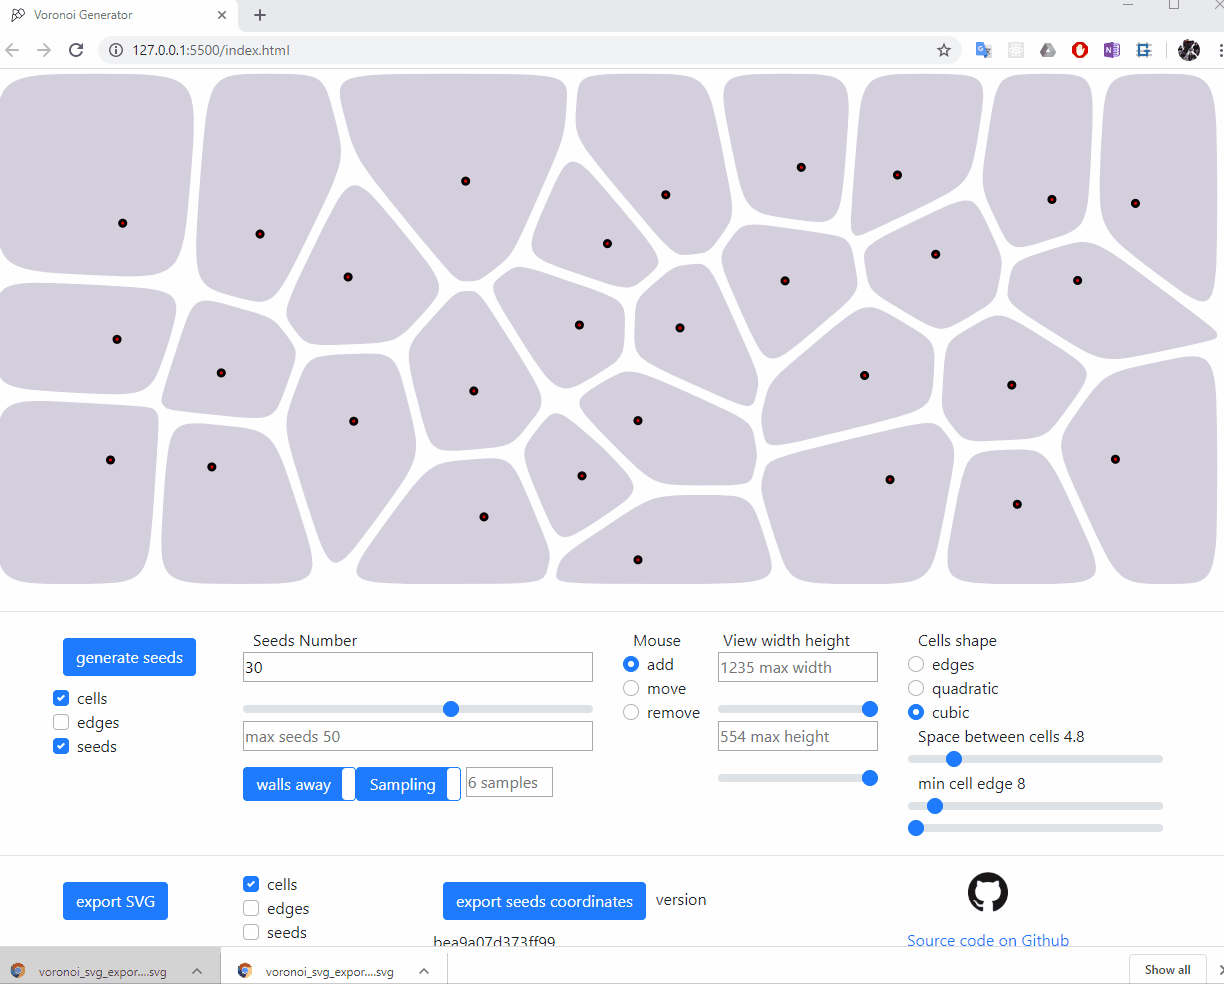 Voronoi Generator
127.0.0.1:5500/index.html
generate seeds
cells
edges
seeds
Seeds Number
30
max seeds 50
walls away
Sampling
6 samples
Mouse
add
move
remove
View width height
1235 max width
554 max height
Cells shape
edges
quadratic
cubic
Space between cells 4.8
min cell edge 8
export SVG
cells
edges
seeds
export seeds coordinates
version
bea9a07d373ff99
Source code on Github
voronoi_svg_expor....svg
voronoi_svg_expor....svg
Show all